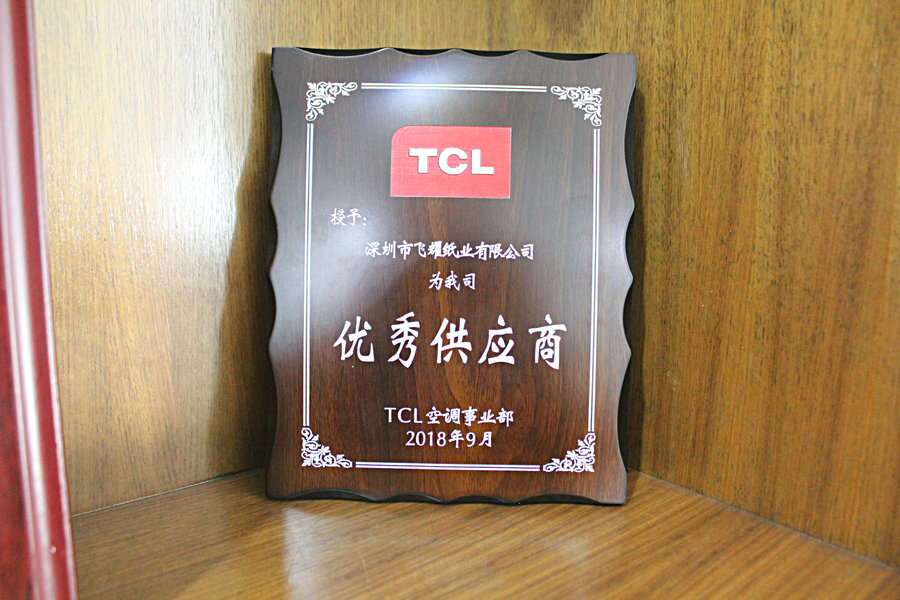 TCL
授予:
深圳市飞耀纸业有限公司
为我司
优秀供应商
TCL空调事业部
2018年9月